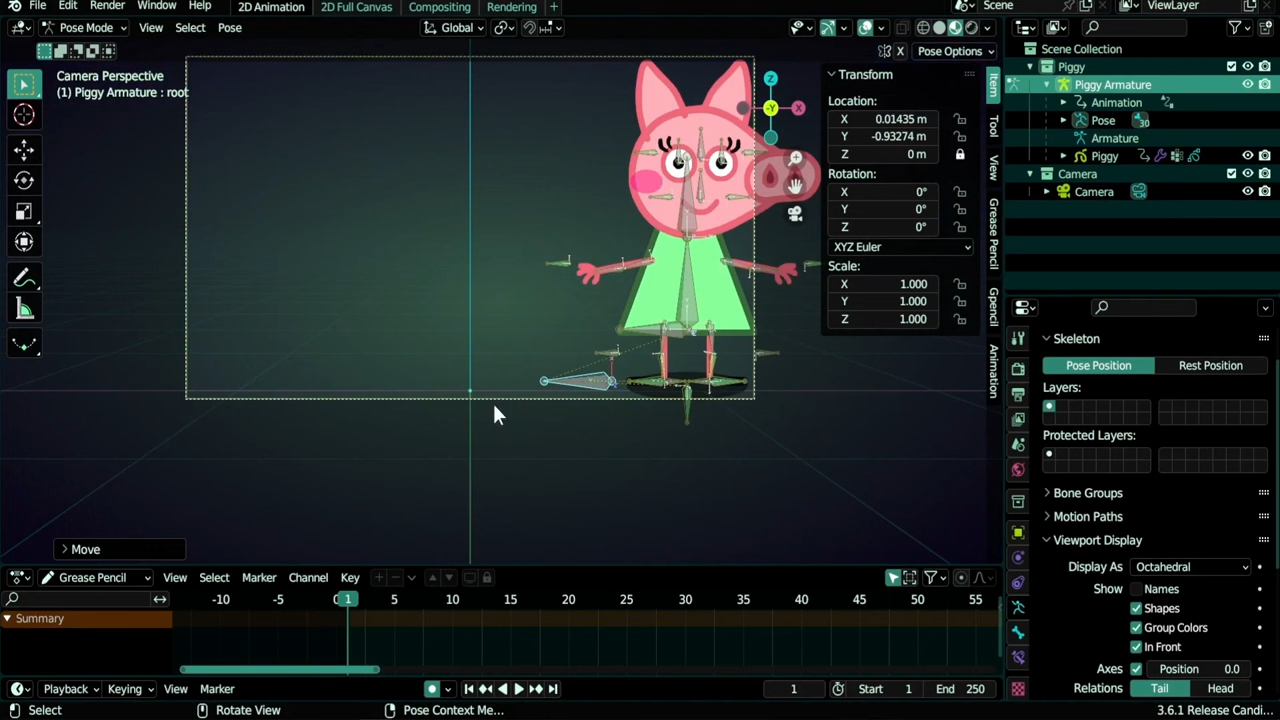 File Edit Render Window Help 2D Animation 2D Full Canvas Compositing Rendering + Scene ViewLayer
Pose Mode View Select Pose Global
X Pose Options
Camera Perspective
(1) Piggy Armature : root
Z
-Y
X
Transform
Location:
X 0.01435 m
Y -0.93274 m
Z 0 m
Rotation:
X 0°
Y 0°
Z 0°
XYZ Euler
Scale:
X 1.000
Y 1.000
Z 1.000
Item
Tool
View
Grease Pencil
Gpencil
Animation
Scene Collection
Piggy
Piggy Armature
Animation
Pose 30
Armature
Piggy
Camera
Camera
Skeleton
Pose Position Rest Position
Layers:
Protected Layers:
Bone Groups
Motion Paths
Viewport Display
Display As Octahedral
Show Names
Shapes
Group Colors
In Front
Axes Position 0.0
Relations Tail Head
Move
Grease Pencil View Select Marker Channel Key
-10 -5 0 1 5 10 15 20 25 30 35 40 45 50 55
Summary
Playback Keying View Marker 1 Start 1 End 250
Select Rotate View Pose Context Me... 3.6.1 Release Candi...